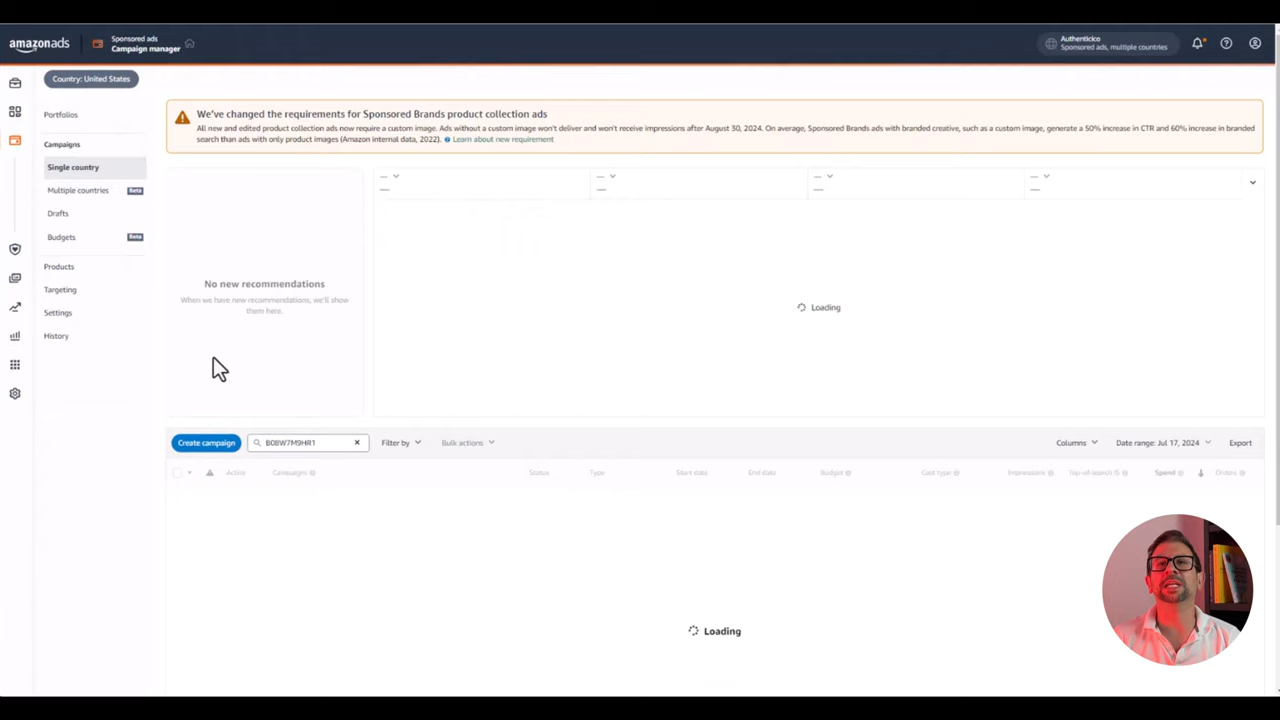 amazonads
Sponsored ads
Campaign manager
Authenticico
Sponsored ads, multiple countries
Country: United States
Portfolios
Campaigns
Single country
Multiple countries Beta
Drafts
Budgets Beta
Products
Targeting
Settings
History
We've changed the requirements for Sponsored Brands product collection ads
All new and edited product collection ads now require a custom image. Ads without a custom image won't deliver and won't receive impressions after August 30, 2024. On average, Sponsored Brands ads with branded creative, such as a custom image, generate a 50% increase in CTR and 60% increase in branded
search than ads with only product images (Amazon internal data, 2022). Learn about new requirement
No new recommendations
When we have new recommendations, we'll show
them here.
Loading
Create campaign B08W7M9HR1 Filter by Bulk actions Columns Date range: Jul 17, 2024 Export
Active Campaigns Status Type Start date End date Budget Cost type Impressions Top-of-search IS Spend Orders
Loading